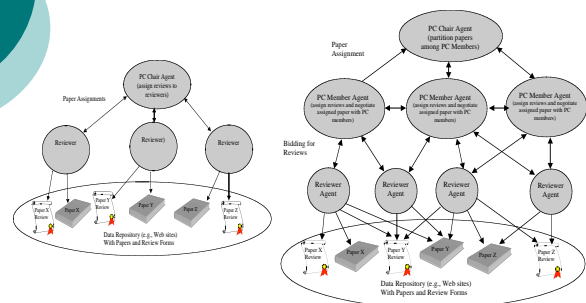 PC Chair Agent
(assign reviews to
reviewers)
Paper Assignments
Reviewer
Reviewer)
Reviewer
Paper X
Review
Paper X
Paper Y
Review
Paper Y
Paper Z
Paper Z
Review
Data Repository (e.g., Web sites)
With Papers and Review Forms
PC Chair Agent
(partition papers
among PC Members)
Paper
Assignment
PC Member Agent
(assign reviews and negotiate
assigned paper with PC
members)
PC Member Agent
(assign reviews and negotiate
assigned paper with PC
members)
PC Member Agent
(assign reviews and negotiate
assigned paper with PC
members)
Bidding for
Reviews
Reviewer
Agent
Reviewer
Agent
Reviewer
Agent
Reviewer
Agent
Paper X
Review
Paper X
Paper Y
Review
Paper Y
Paper Z
Paper Z
Review
Data Repository (e.g., Web sites)
With Papers and Review Forms